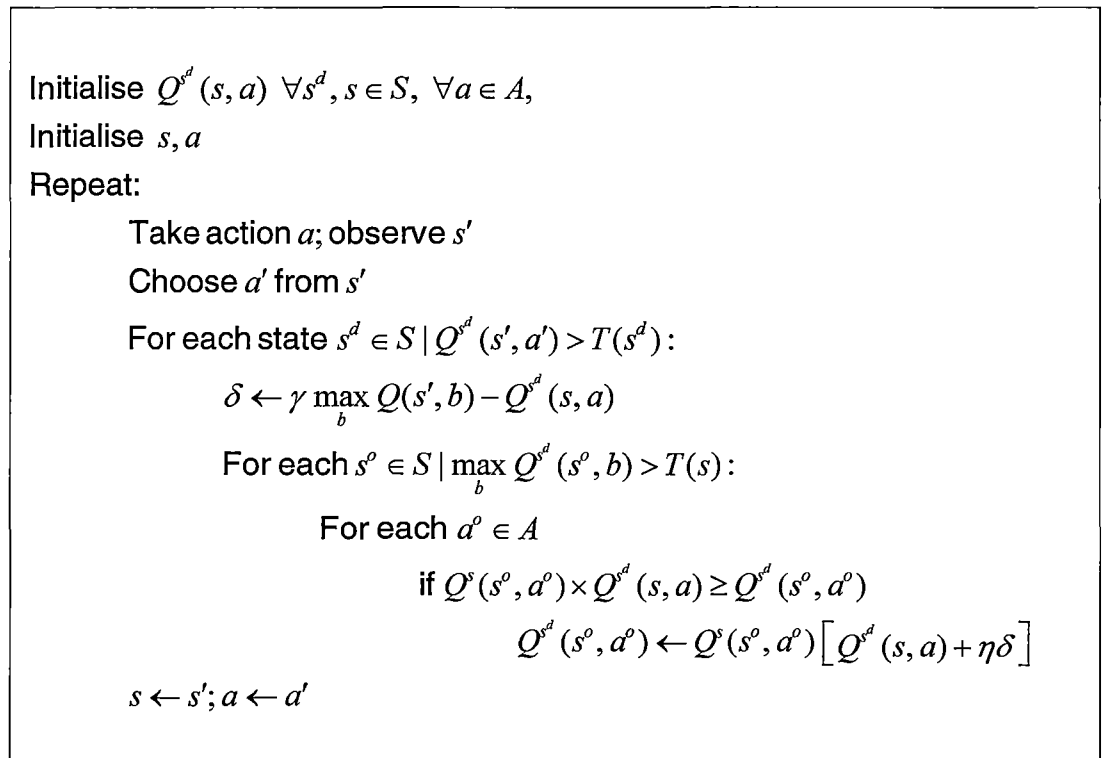 Initialise Q^{s^d}(s, a) ∀s^d, s ∈ S, ∀a ∈ A,
Initialise s, a
Repeat:
Take action a; observe s′
Choose a′ from s′
For each state s^d ∈ S | Q^{s^d}(s′, a′) > T(s^d):
δ ← γ max_b Q(s′, b) − Q^{s^d}(s, a)
For each s^o ∈ S | max_b Q^{s^d}(s^o, b) > T(s):
For each a^o ∈ A
if Q^s(s^o, a^o) × Q^{s^d}(s, a) ≥ Q^{s^d}(s^o, a^o)
Q^{s^d}(s^o, a^o) ← Q^s(s^o, a^o)[Q^{s^d}(s, a) + ηδ]
s ← s′; a ← a′